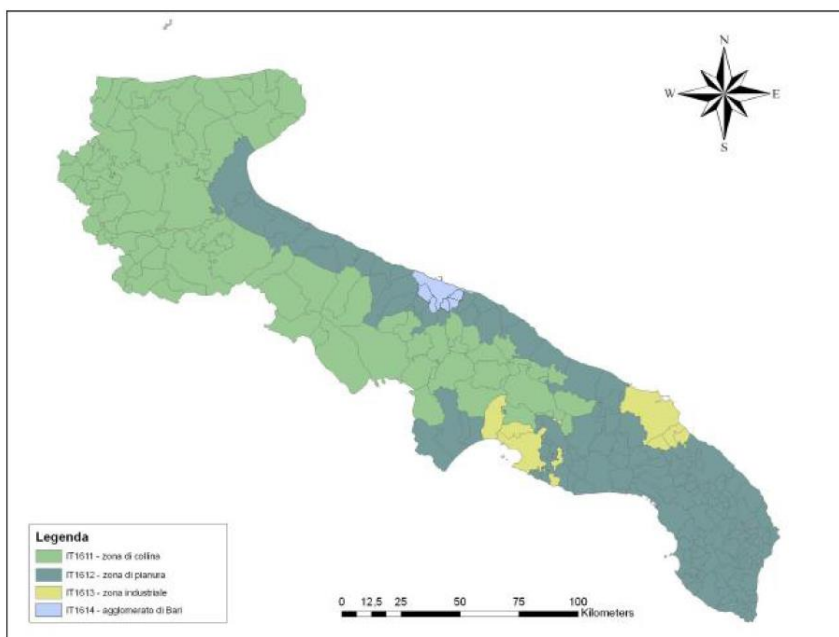 N
W E
S
Legenda
IT1611 - zona di collina
IT1612 - zona di pianura
IT1613 - zona industriale
IT1614 - agglomerato di Bari
0 12,5 25 50 75 100
Kilometers